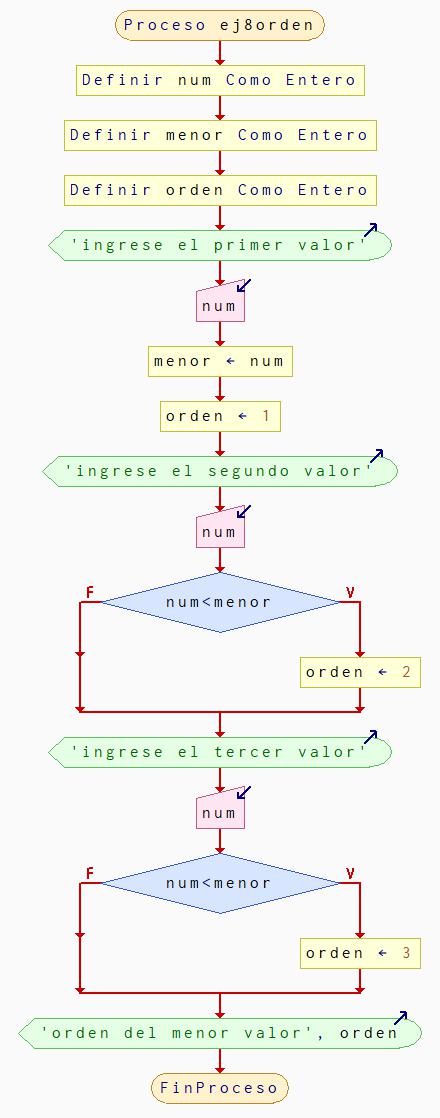 Proceso ej8orden
Definir num Como Entero
Definir menor Como Entero
Definir orden Como Entero
'ingrese el primer valor'
num
menor ← num
orden ← 1
'ingrese el segundo valor'
num
F
V
num<menor
orden ← 2
'ingrese el tercer valor'
num
F
V
num<menor
orden ← 3
'orden del menor valor', orden
FinProceso